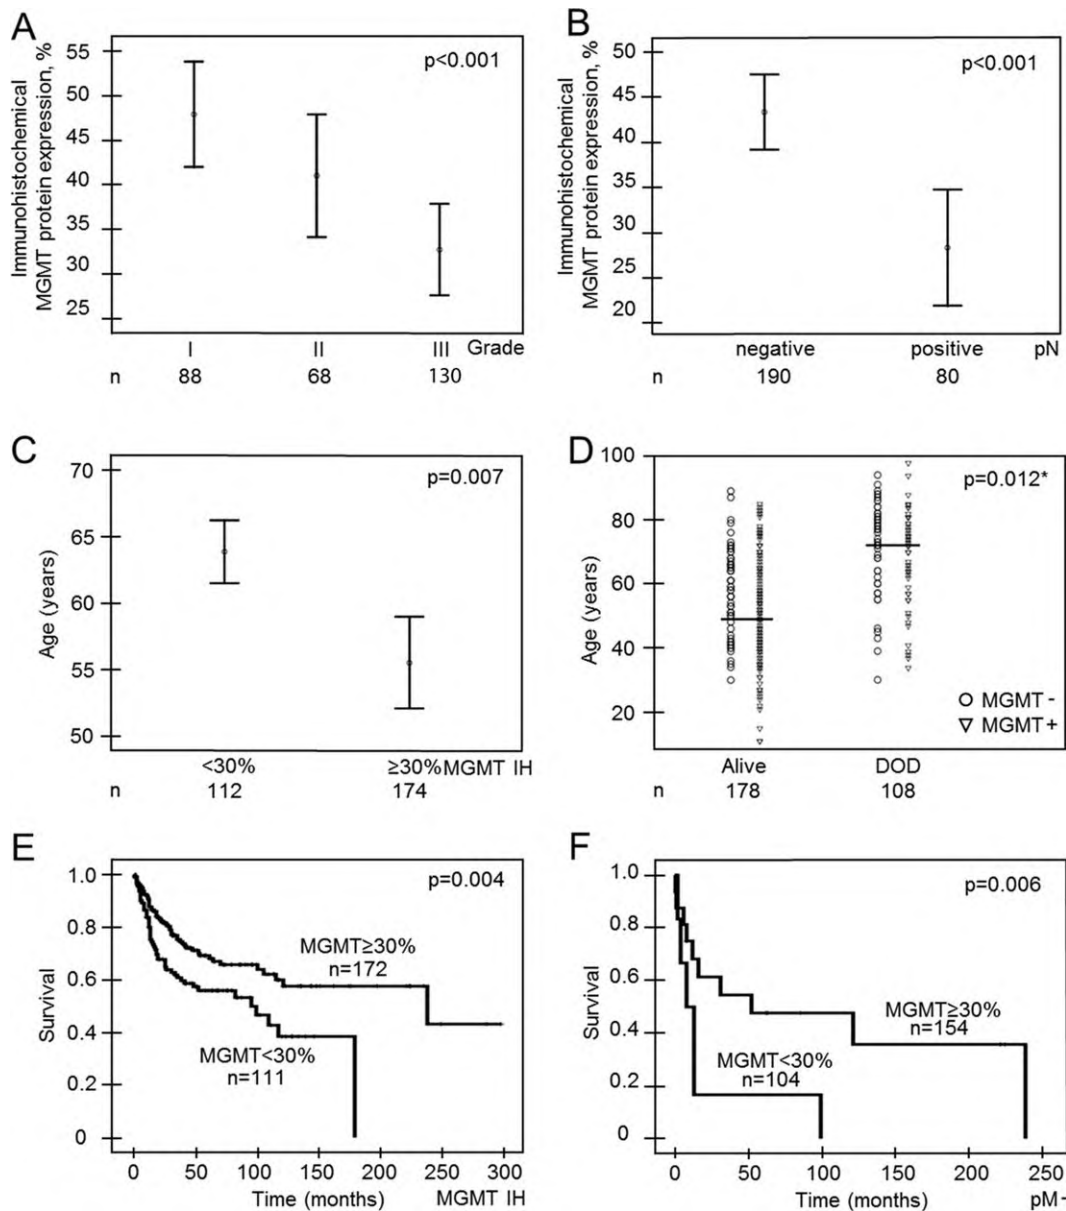 A
Immunohistochemical
MGMT protein expression, %
55
50
45
40
35
30
25
p<0.001
I II III Grade
n 88 68 130
B
Immunohistochemical
MGMT protein expression, %
50
45
40
35
30
25
20
p<0.001
negative positive pN
n 190 80
C
Age (years)
70
65
60
55
50
p=0.007
<30% ≥30% MGMT IH
n 112 174
D
Age (years)
100
80
60
40
20
p=0.012*
MGMT -
MGMT +
Alive DOD
n 178 108
E
Survival
1.0
0.8
0.6
0.4
0.2
0
p=0.004
MGMT≥30%
n=172
MGMT<30%
n=111
0 50 100 150 200 250 300
Time (months) MGMT IH
F
Survival
1.0
0.8
0.6
0.4
0.2
0
p=0.006
MGMT≥30%
n=154
MGMT<30%
n=104
0 50 100 150 200 250
Time (months) pM -